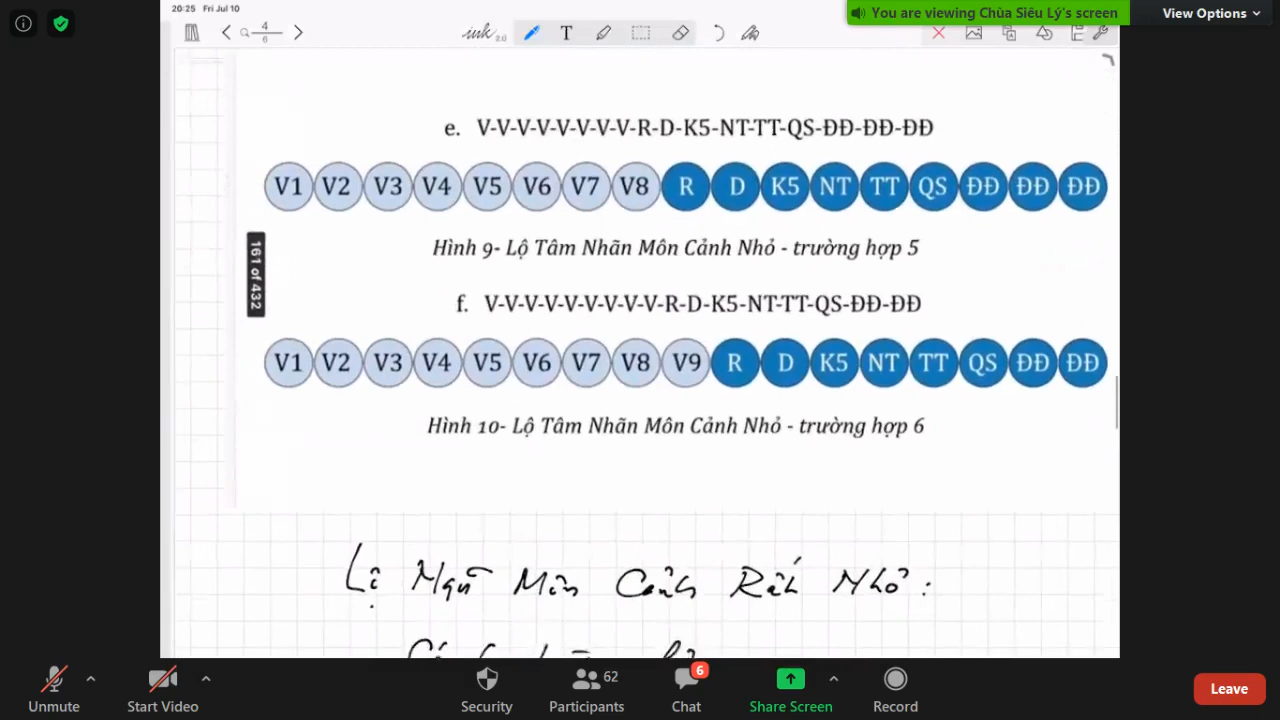 20:25 Fri Jul 10
You are viewing Chùa Siêu Lý's screen
View Options
4
6
ink 2.0
T
e. V-V-V-V-V-V-V-V-R-D-K5-NT-TT-QS-ĐĐ-ĐĐ-ĐĐ
V1 V2 V3 V4 V5 V6 V7 V8 R D K5 NT TT QS ĐĐ ĐĐ ĐĐ
Hình 9- Lộ Tâm Nhãn Môn Cảnh Nhỏ - trường hợp 5
161 of 432
f. V-V-V-V-V-V-V-V-V-R-D-K5-NT-TT-QS-ĐĐ-ĐĐ
V1 V2 V3 V4 V5 V6 V7 V8 V9 R D K5 NT TT QS ĐĐ ĐĐ
Hình 10- Lộ Tâm Nhãn Môn Cảnh Nhỏ - trường hợp 6
Lộ Ngũ Môn Cảnh Rất Nhỏ:
62
6
Unmute
Start Video
Security
Participants
Chat
Share Screen
Record
Leave